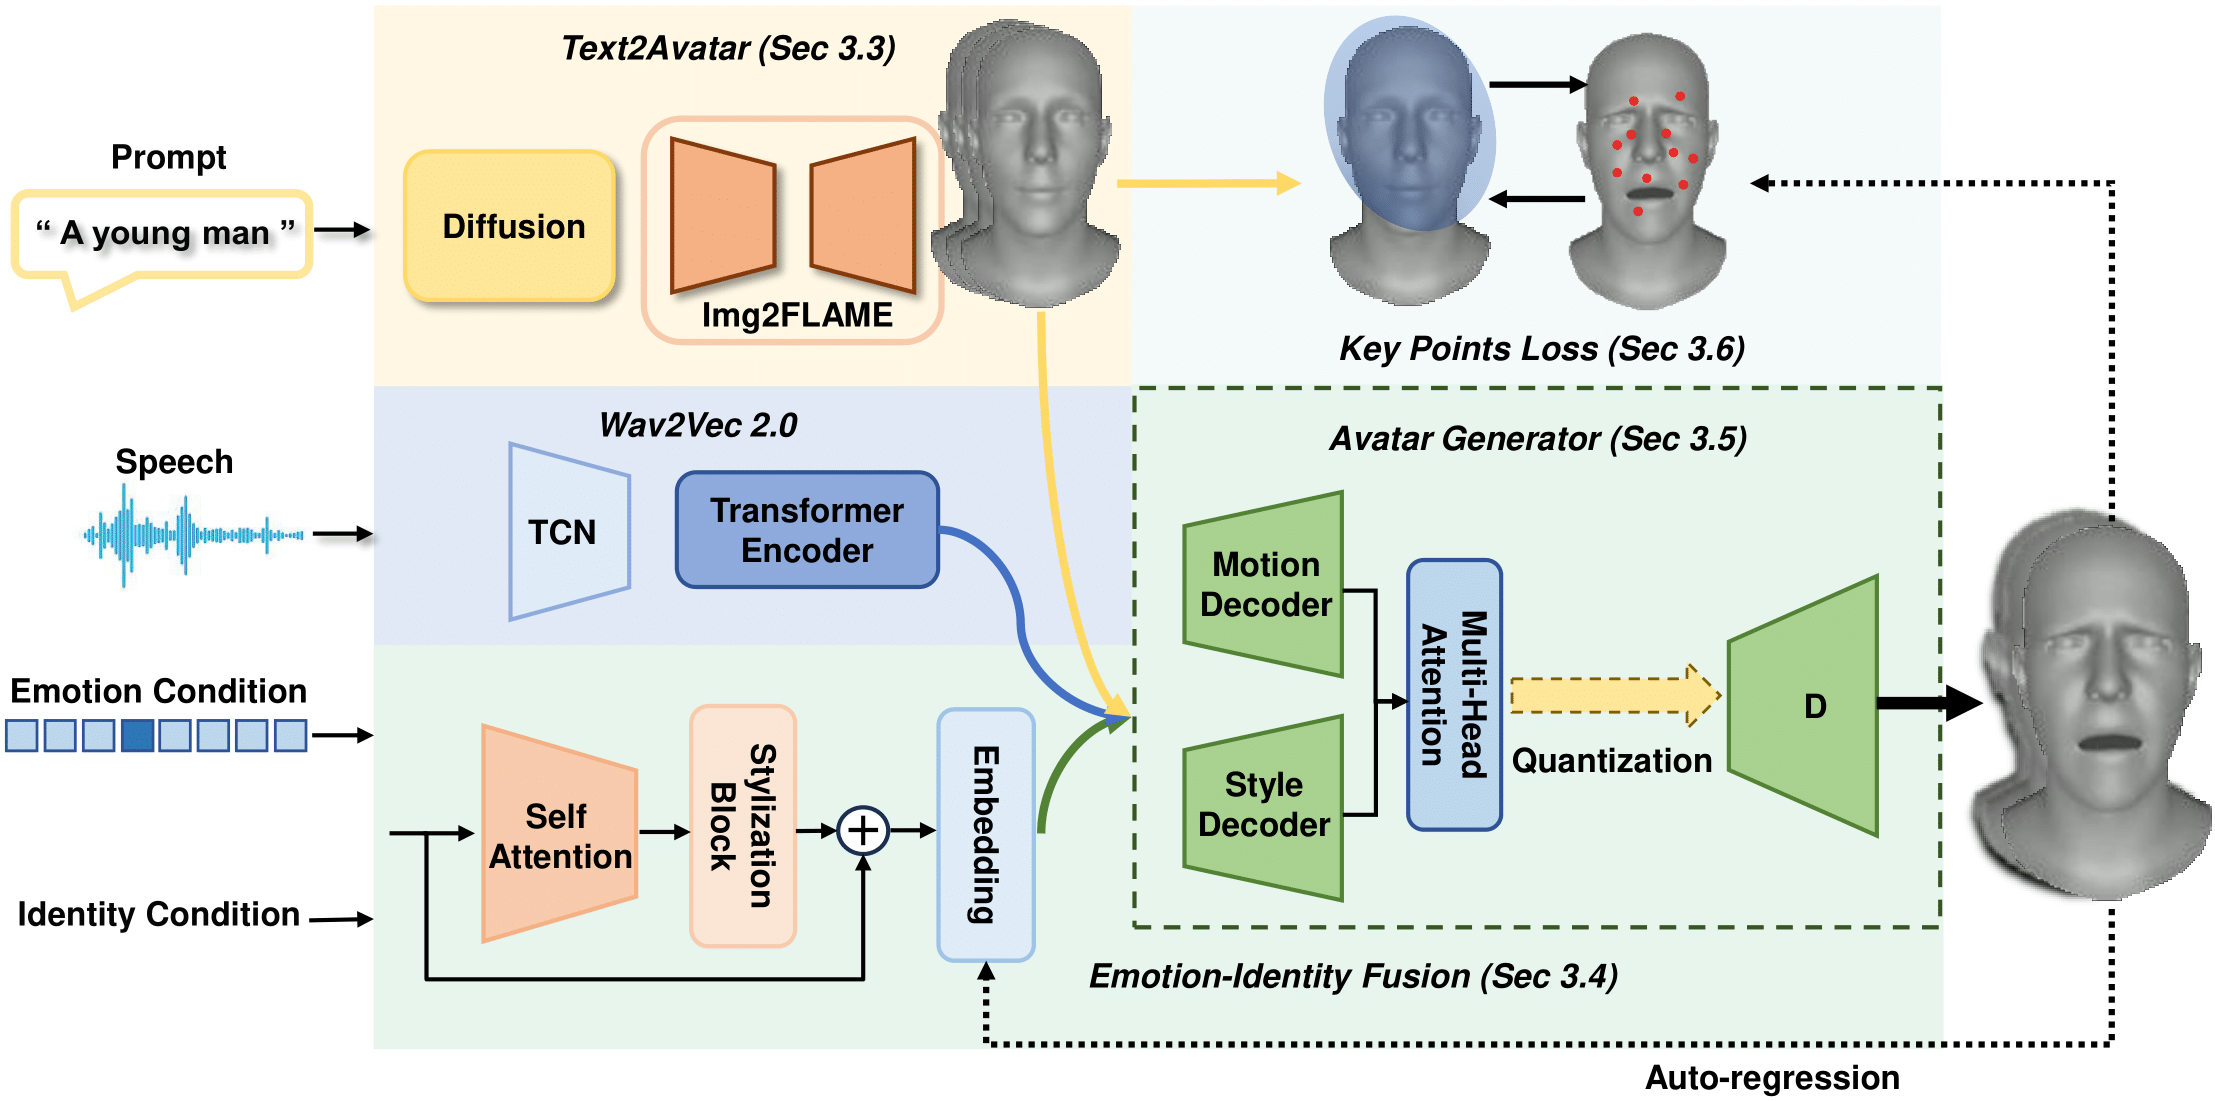 Text2Avatar (Sec 3.3)
Prompt
“ A young man ”
Diffusion
Img2FLAME
Key Points Loss (Sec 3.6)
Wav2Vec 2.0
Speech
TCN
Transformer
Encoder
Avatar Generator (Sec 3.5)
Motion
Decoder
Style
Decoder
Multi-Head
Attention
Quantization
D
Emotion Condition
Self
Attention
Stylization
Block
Embedding
Identity Condition
Emotion-Identity Fusion (Sec 3.4)
Auto-regression